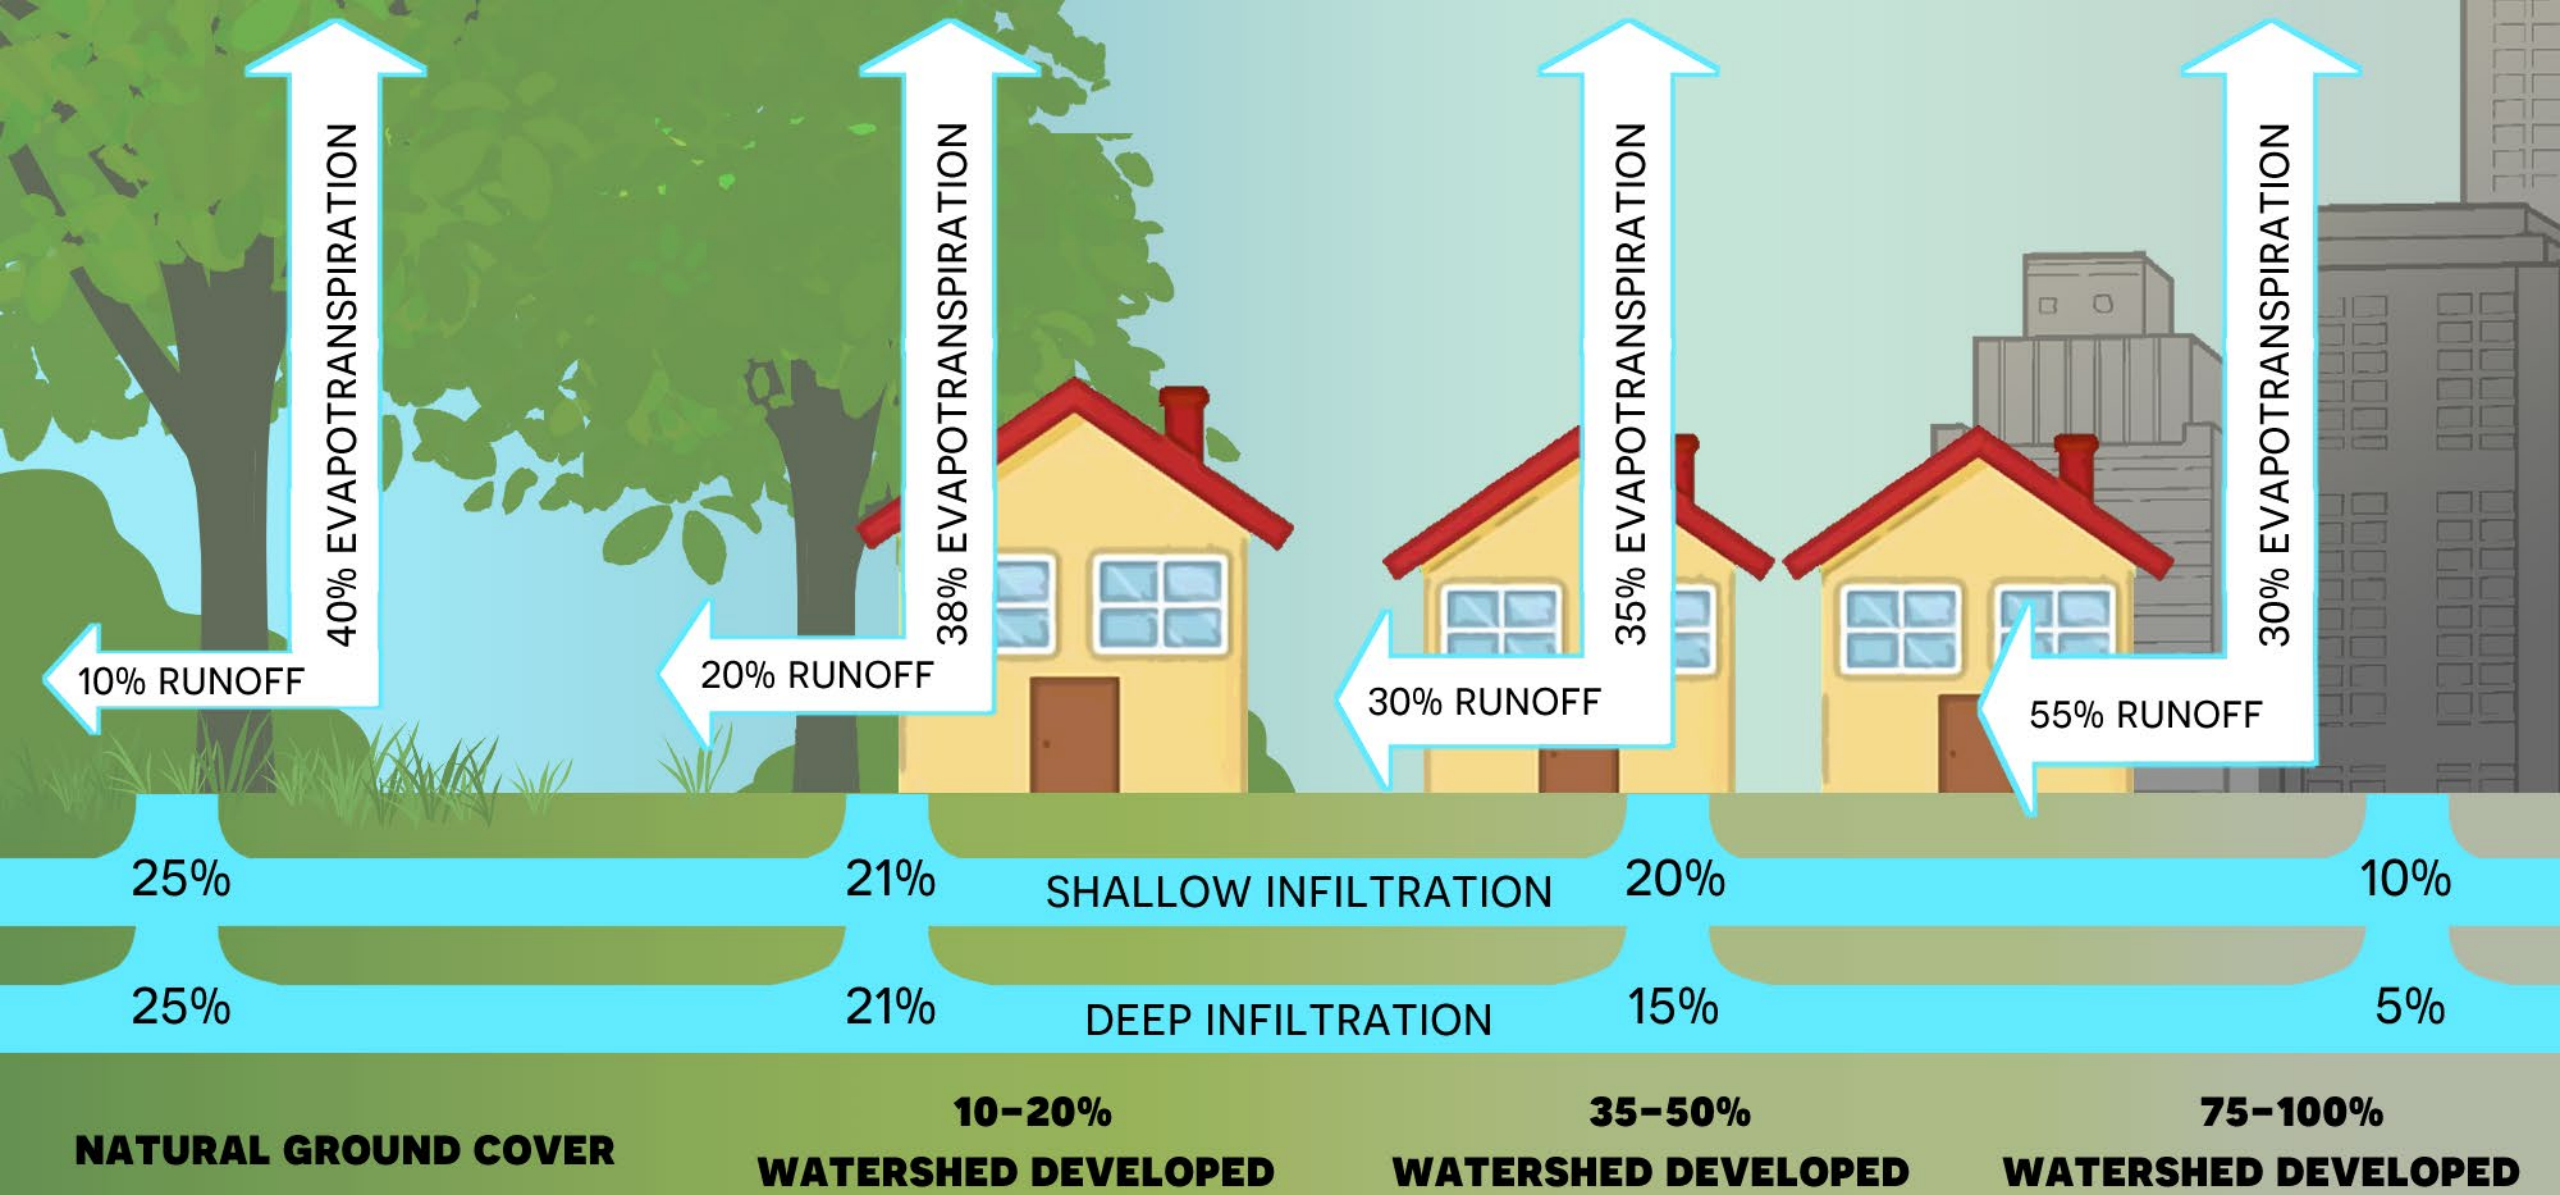 40% EVAPOTRANSPIRATION
10% RUNOFF
38% EVAPOTRANSPIRATION
20% RUNOFF
35% EVAPOTRANSPIRATION
30% RUNOFF
30% EVAPOTRANSPIRATION
55% RUNOFF
25%
21%
SHALLOW INFILTRATION
20%
10%
25%
21%
DEEP INFILTRATION
15%
5%
NATURAL GROUND COVER
10-20%
WATERSHED DEVELOPED
35-50%
WATERSHED DEVELOPED
75-100%
WATERSHED DEVELOPED